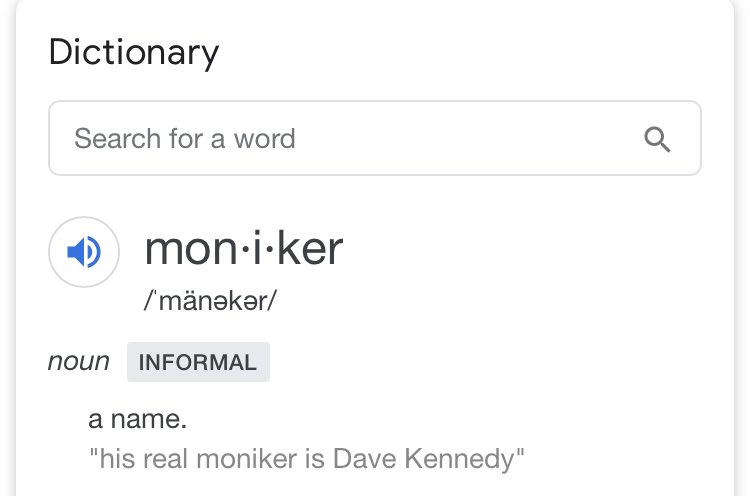 Dictionary
Search for a word
mon·i·ker
/ˈmänəkər/
noun INFORMAL
a name.
"his real moniker is Dave Kennedy"